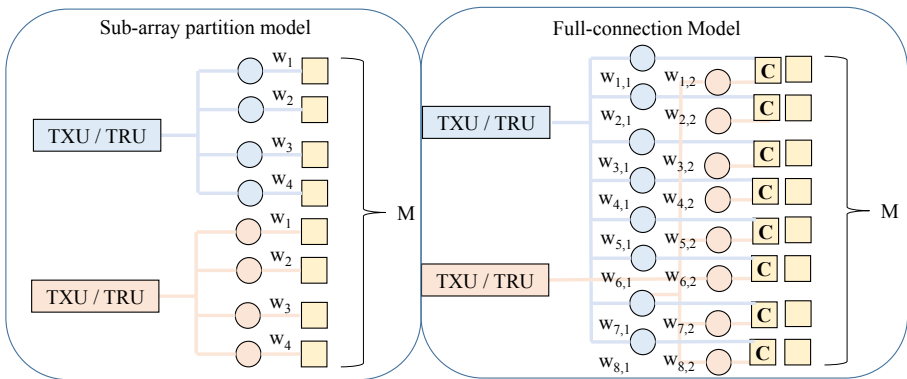 Sub-array partition model
w1
w2
TXU / TRU
w3
w4
w1
w2
TXU / TRU
w3
w4
M
Full-connection Model
C
w1,1
w1,2
C
w2,1
w2,2
TXU / TRU
C
w3,1
w3,2
C
w4,1
w4,2
M
C
w5,1
w5,2
TXU / TRU
C
w6,1
w6,2
C
w7,1
w7,2
C
w8,1
w8,2